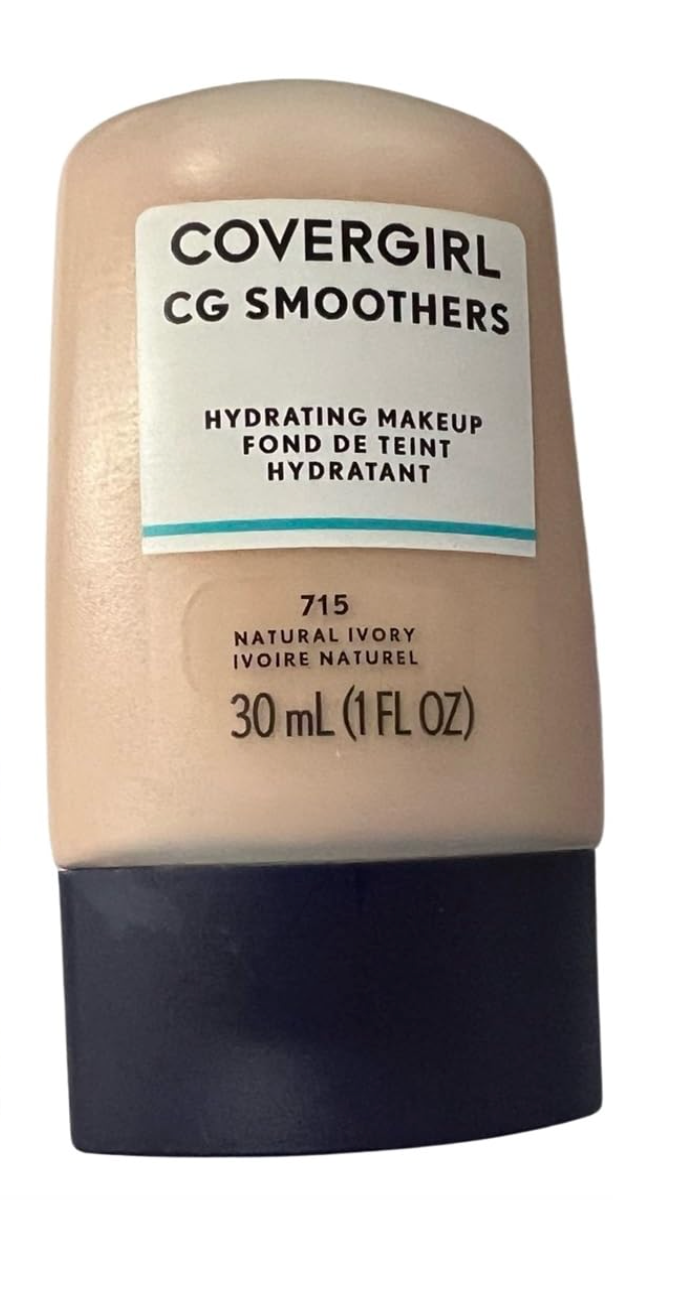 COVERGIRL
CG SMOOTHERS
HYDRATING MAKEUP
FOND DE TEINT
HYDRATANT
715
NATURAL IVORY
IVOIRE NATUREL
30 mL (1 FL OZ)